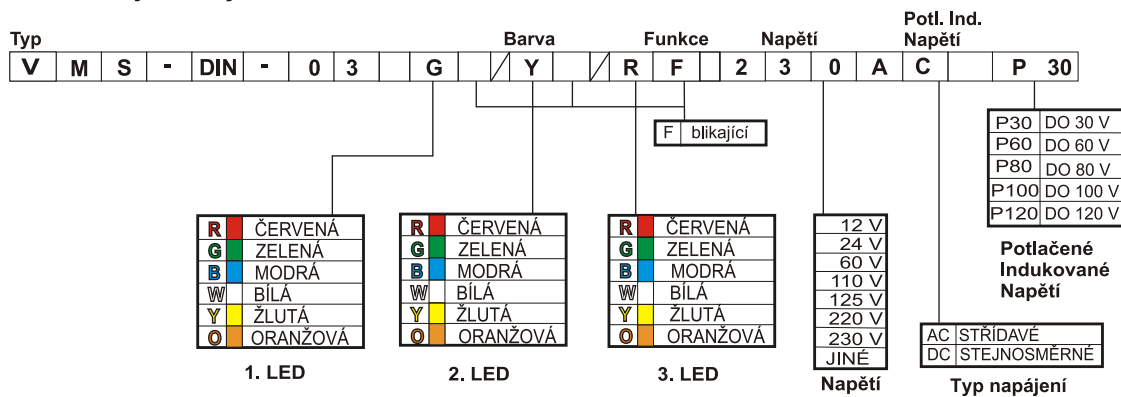 Typ Barva Funkce Napětí Potl. Ind. Napětí
V M S - DIN - 0 3 G / Y / R F 2 3 0 A C P 30
F blikající
P30 DO 30 V
P60 DO 60 V
P80 DO 80 V
P100 DO 100 V
P120 DO 120 V
Potlačené
Indukované
Napětí
R ČERVENÁ
G ZELENÁ
B MODRÁ
W BÍLÁ
Y ŽLUTÁ
O ORANŽOVÁ
1. LED
R ČERVENÁ
G ZELENÁ
B MODRÁ
W BÍLÁ
Y ŽLUTÁ
O ORANŽOVÁ
2. LED
R ČERVENÁ
G ZELENÁ
B MODRÁ
W BÍLÁ
Y ŽLUTÁ
O ORANŽOVÁ
3. LED
12 V
24 V
60 V
110 V
125 V
220 V
230 V
JINÉ
Napětí
AC STŘÍDAVÉ
DC STEJNOSMĚRNÉ
Typ napájení